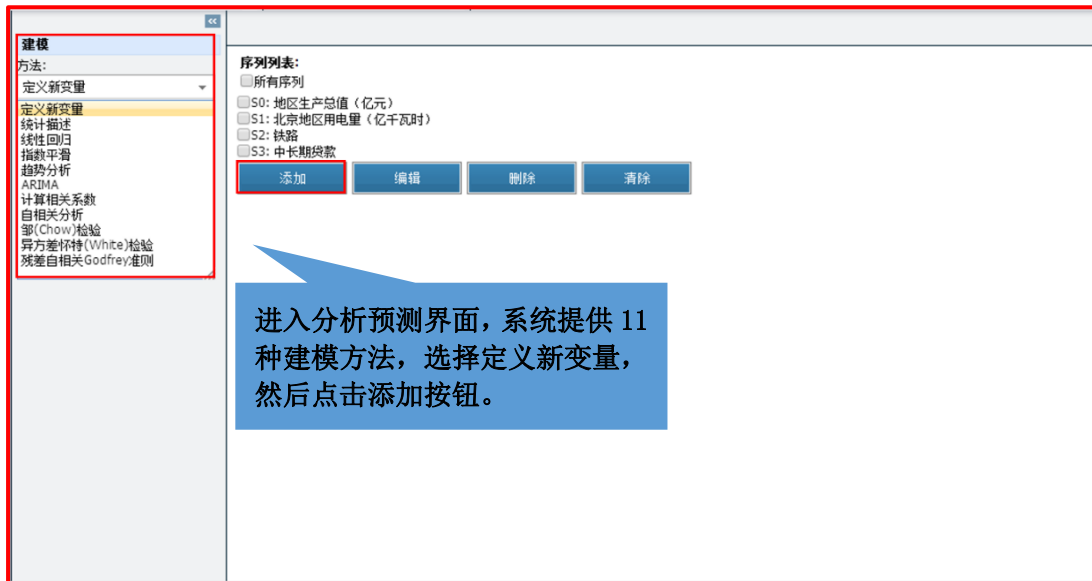 建模
方法:
定义新变量
定义新变量
统计描述
线性回归
指数平滑
趋势分析
ARIMA
计算相关系数
自相关分析
邹(Chow)检验
异方差怀特(White)检验
残差自相关Godfrey准则
序列列表:
所有序列
S0: 地区生产总值（亿元）
S1: 北京地区用电量（亿千瓦时）
S2: 铁路
S3: 中长期贷款
添加 编辑 删除 清除
进入分析预测界面，系统提供 11
种建模方法，选择定义新变量，
然后点击添加按钮。